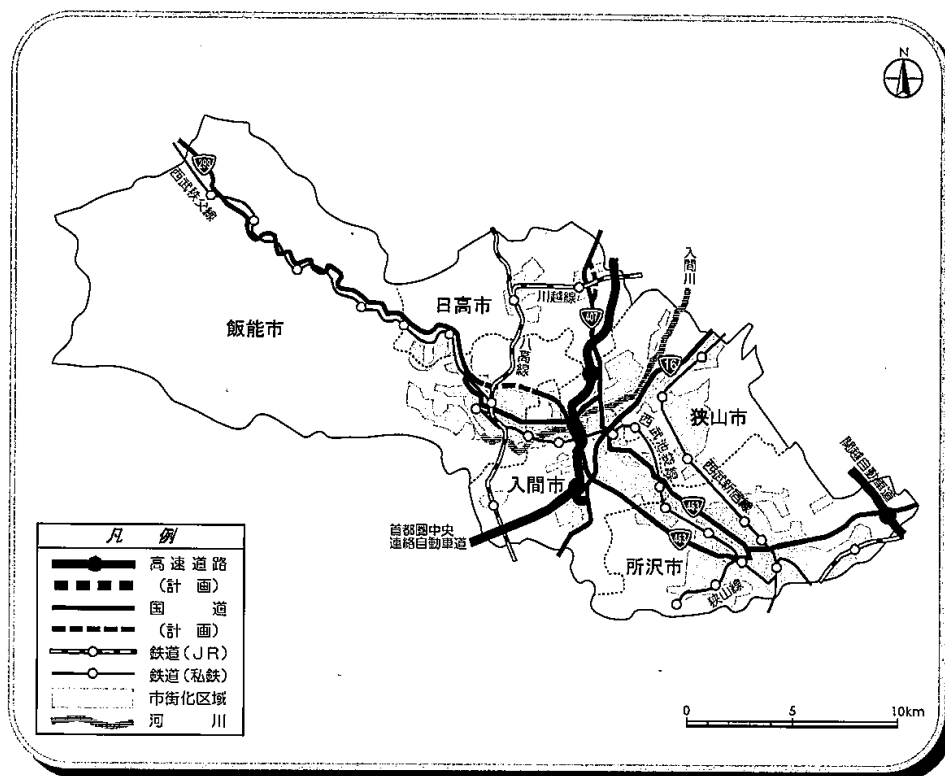 N
299
西武秩父線
入間川
川越線
日高市
407
飯能市
八高線
16
狭山市
西武池袋線
関越自動車道
西武新宿線
入間市
463
首都圏中央
連絡自動車道
463
所沢市
狭山線
凡 例
高速道路
(計 画)
国 道
(計 画)
鉄道(JR)
鉄道(私鉄)
市街化区域
河 川
0 5 10km